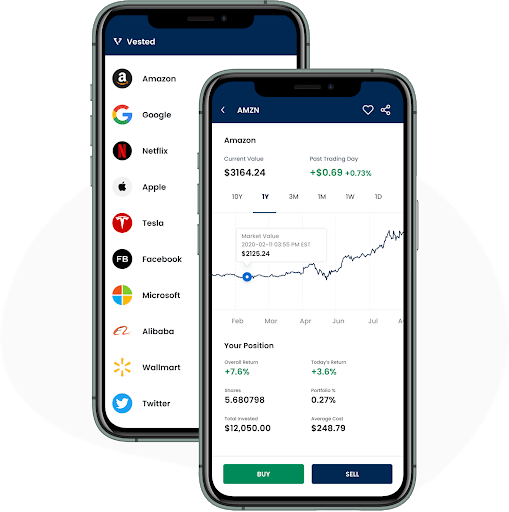 Vested
Amazon
Google
Netflix
Apple
Tesla
FB
Facebook
Microsoft
Alibaba
Wallmart
Twitter
AMZN
Amazon
Current Value
Past Trading Day
$3164.24
+$0.69 +0.73%
10Y 1Y 3M 1M 1W 1D
Market Value
2020-02-11 03:55 PM EST
$2125.24
Feb Mar Apr Jun Jul A
Your Position
Overall Return
Today's Return
+7.6%
+3.6%
Shares
Portfolio %
5.680798
0.27%
Total Invested
Average Cost
$12,050.00
$248.79
BUY
SELL